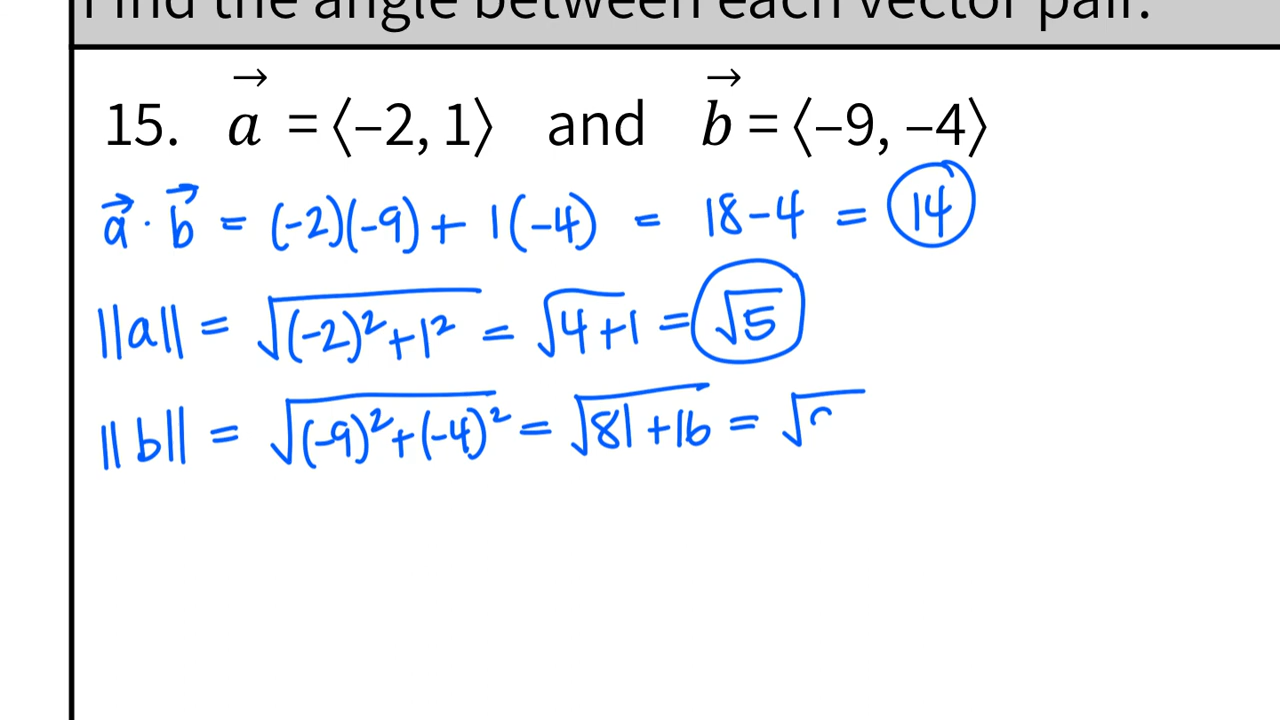 Find the angle between each vector pair.
15. a⃗ = ⟨–2, 1⟩ and b⃗ = ⟨–9, –4⟩
a⃗ · b⃗ = (-2)(-9) + 1(-4) = 18-4 = 14
||a|| = √((-2)²+1²) = √(4+1) = √5
||b|| = √((-9)²+(-4)²) = √(81+16) = √